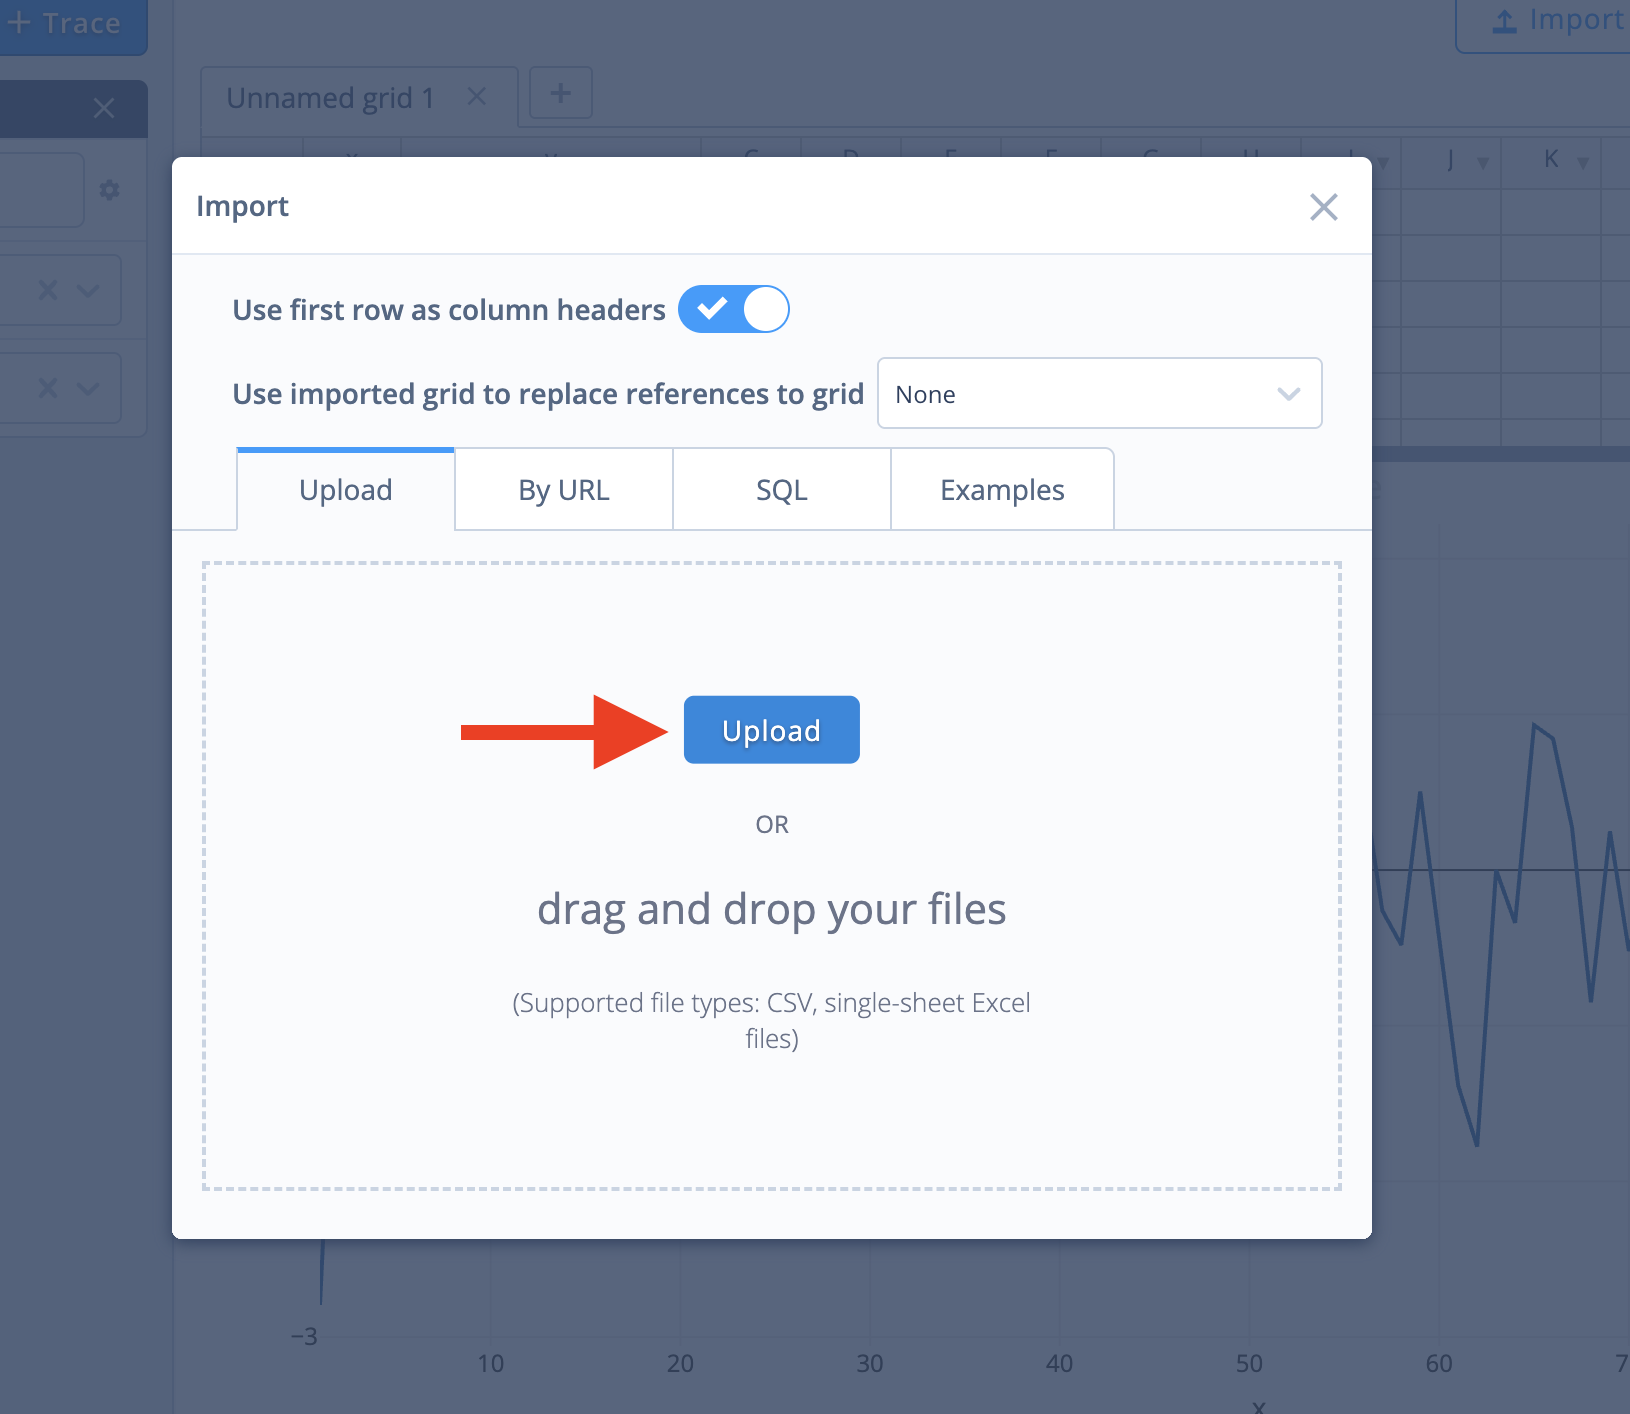 + Trace
Import
Unnamed grid 1
J
K
Import
Use first row as column headers
Use imported grid to replace references to grid
None
Upload
By URL
SQL
Examples
Upload
OR
drag and drop your files
(Supported file types: CSV, single-sheet Excel
files)
−3
10
20
30
40
50
60
7
x